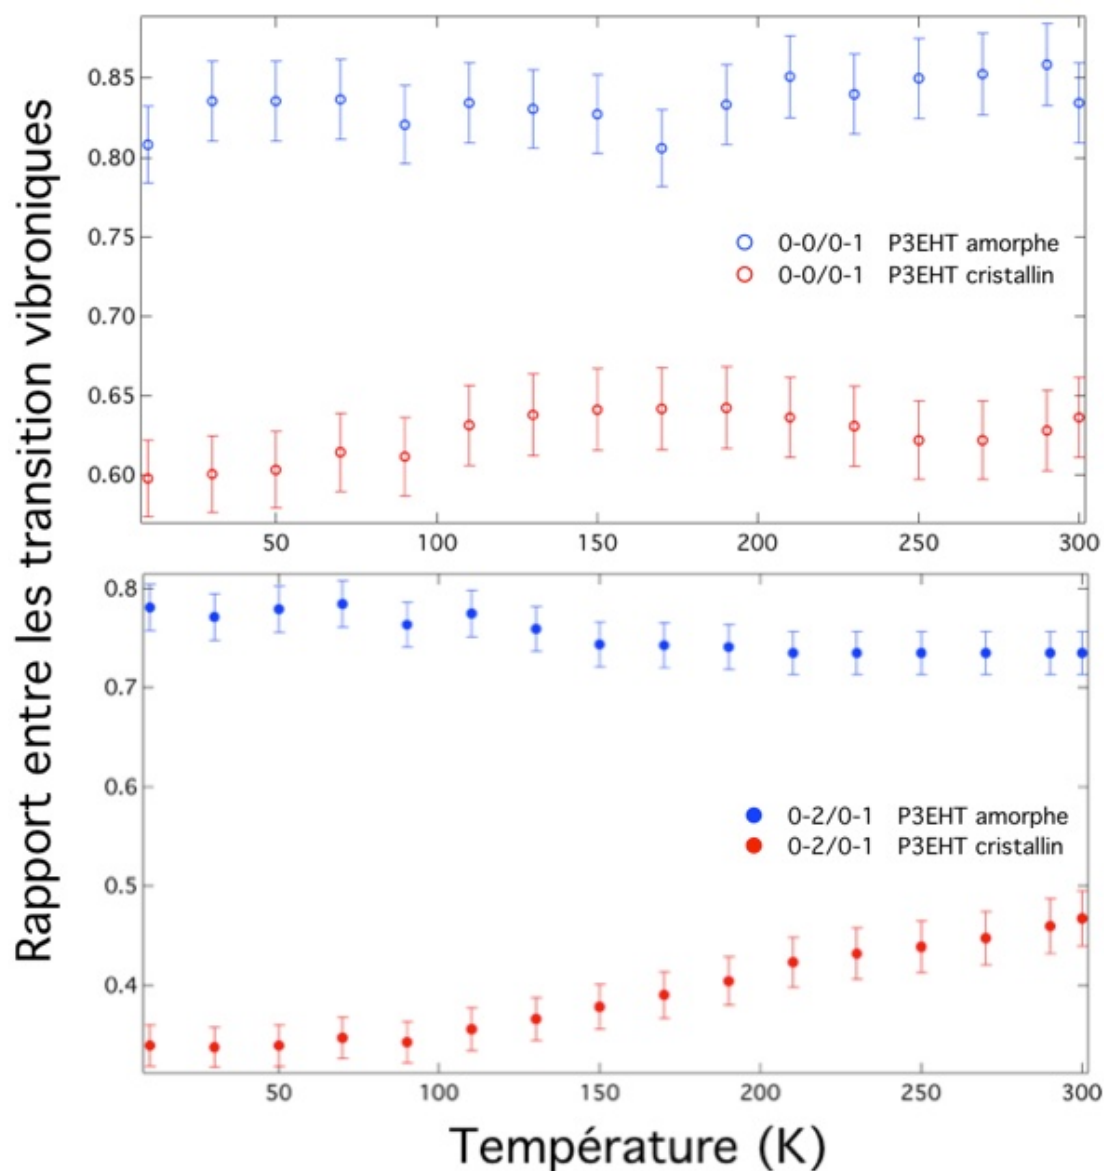 Rapport entre les transition vibroniques
0.85
0.80
0.75
0.70
0.65
0.60
0-0/0-1 P3EHT amorphe
0-0/0-1 P3EHT cristallin
50 100 150 200 250 300
0.8
0.7
0.6
0.5
0.4
0-2/0-1 P3EHT amorphe
0-2/0-1 P3EHT cristallin
50 100 150 200 250 300
Température (K)